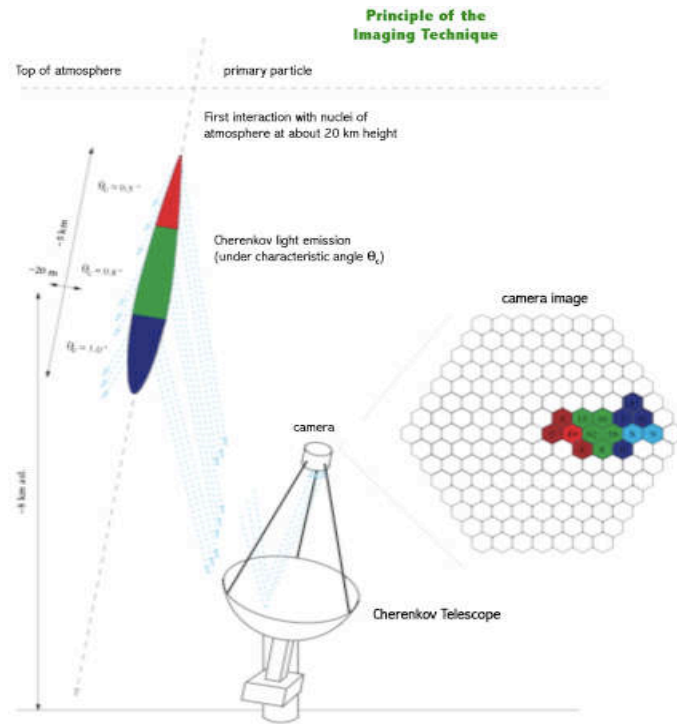 Principle of the
Imaging Technique
Top of atmosphere
primary particle
First interaction with nuclei of
atmosphere at about 20 km height
~20 m
Cherenkov light emission
(under characteristic angle Θc)
camera image
camera
Cherenkov Telescope